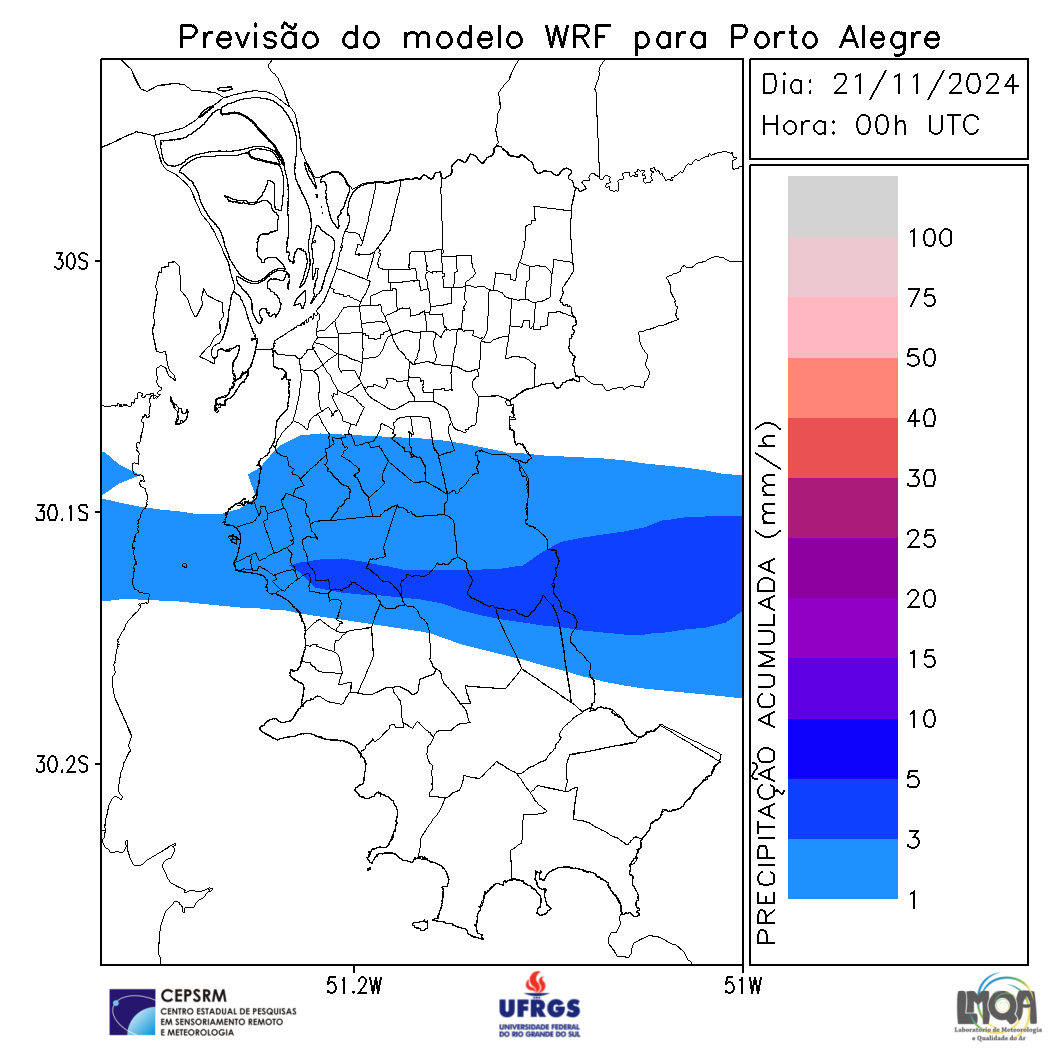 Previsão do modelo WRF para Porto Alegre
Dia: 21/11/2024
Hora: 00h UTC
30S
30.1S
30.2S
51.2W
51W
PRECIPITAÇÃO ACUMULADA (mm/h)
100
75
50
40
30
25
20
15
10
5
3
1
CEPSRM
CENTRO ESTADUAL DE PESQUISAS
EM SENSORIAMENTO REMOTO
E METEOROLOGIA
UFRGS
UNIVERSIDADE FEDERAL
DO RIO GRANDE DO SUL
LMQA
Laboratório de Meteorologia
e Qualidade do Ar